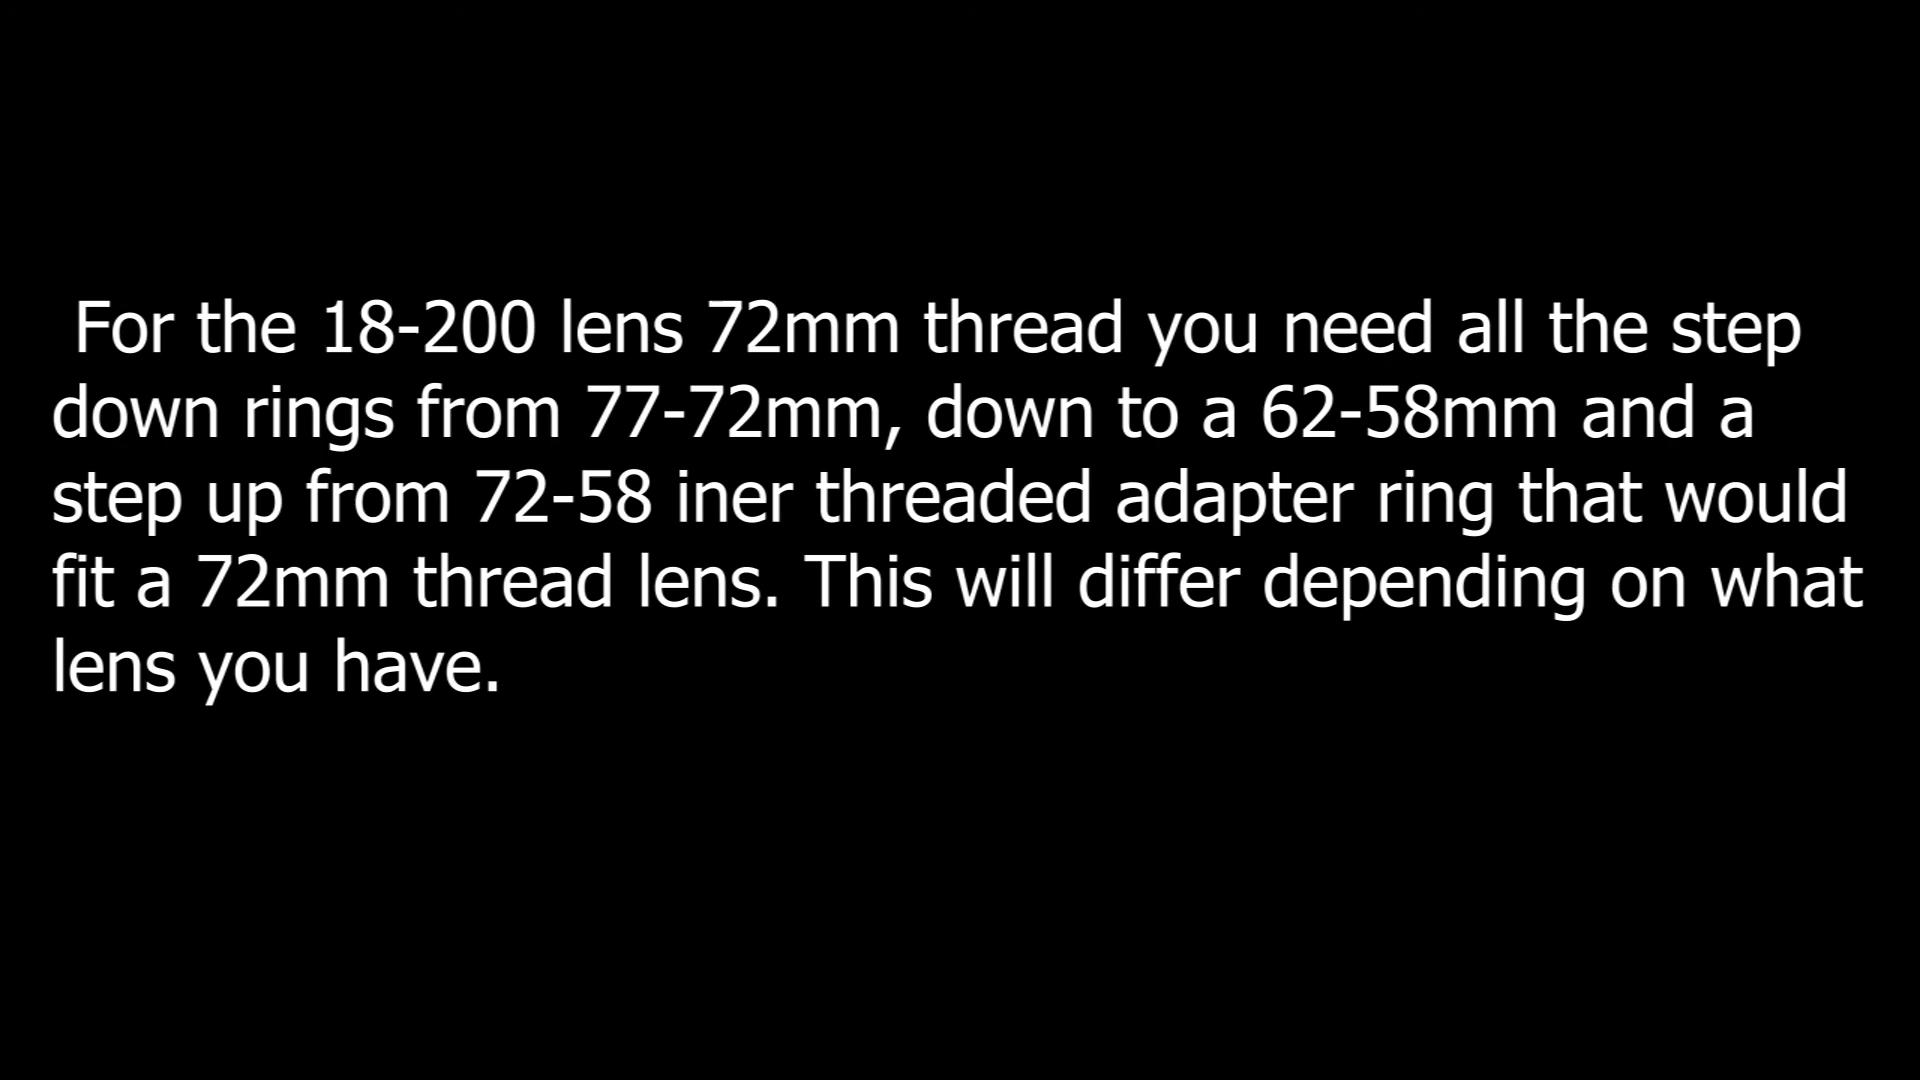 For the 18-200 lens 72mm thread you need all the step
down rings from 77-72mm, down to a 62-58mm and a
step up from 72-58 iner threaded adapter ring that would
fit a 72mm thread lens. This will differ depending on what
lens you have.